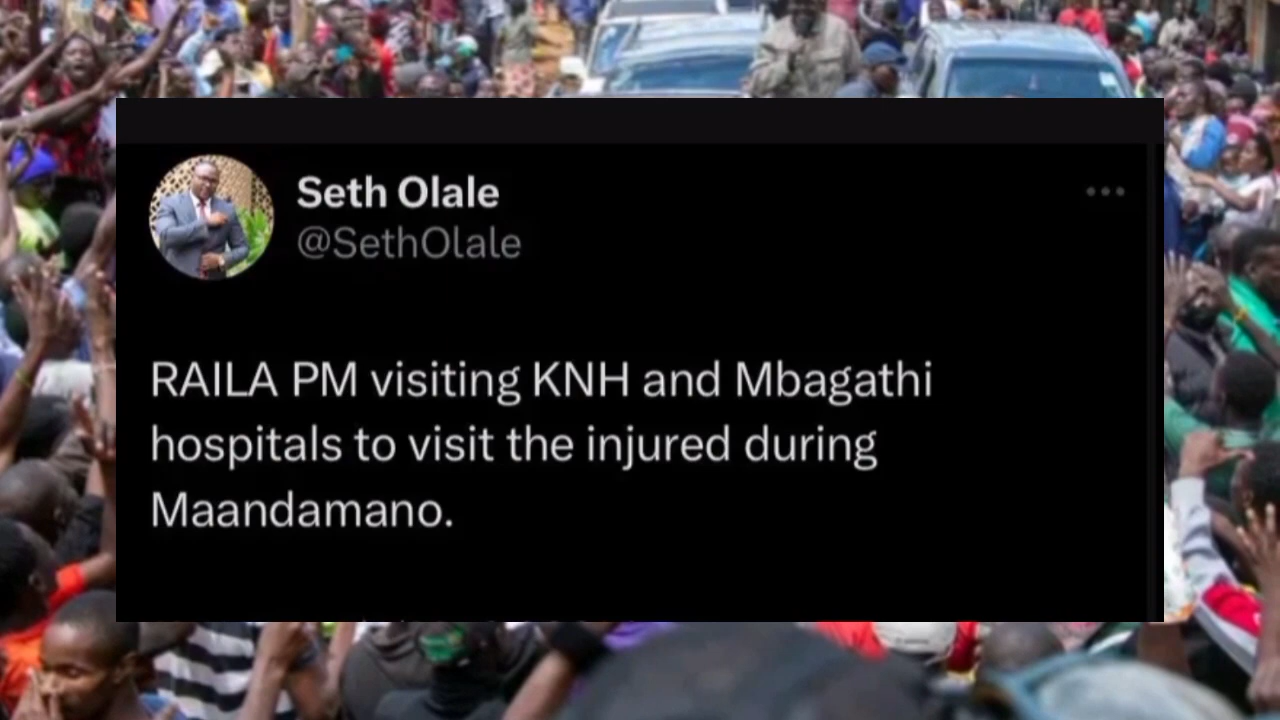 Seth Olale
@SethOlale
RAILA PM visiting KNH and Mbagathi
hospitals to visit the injured during
Maandamano.